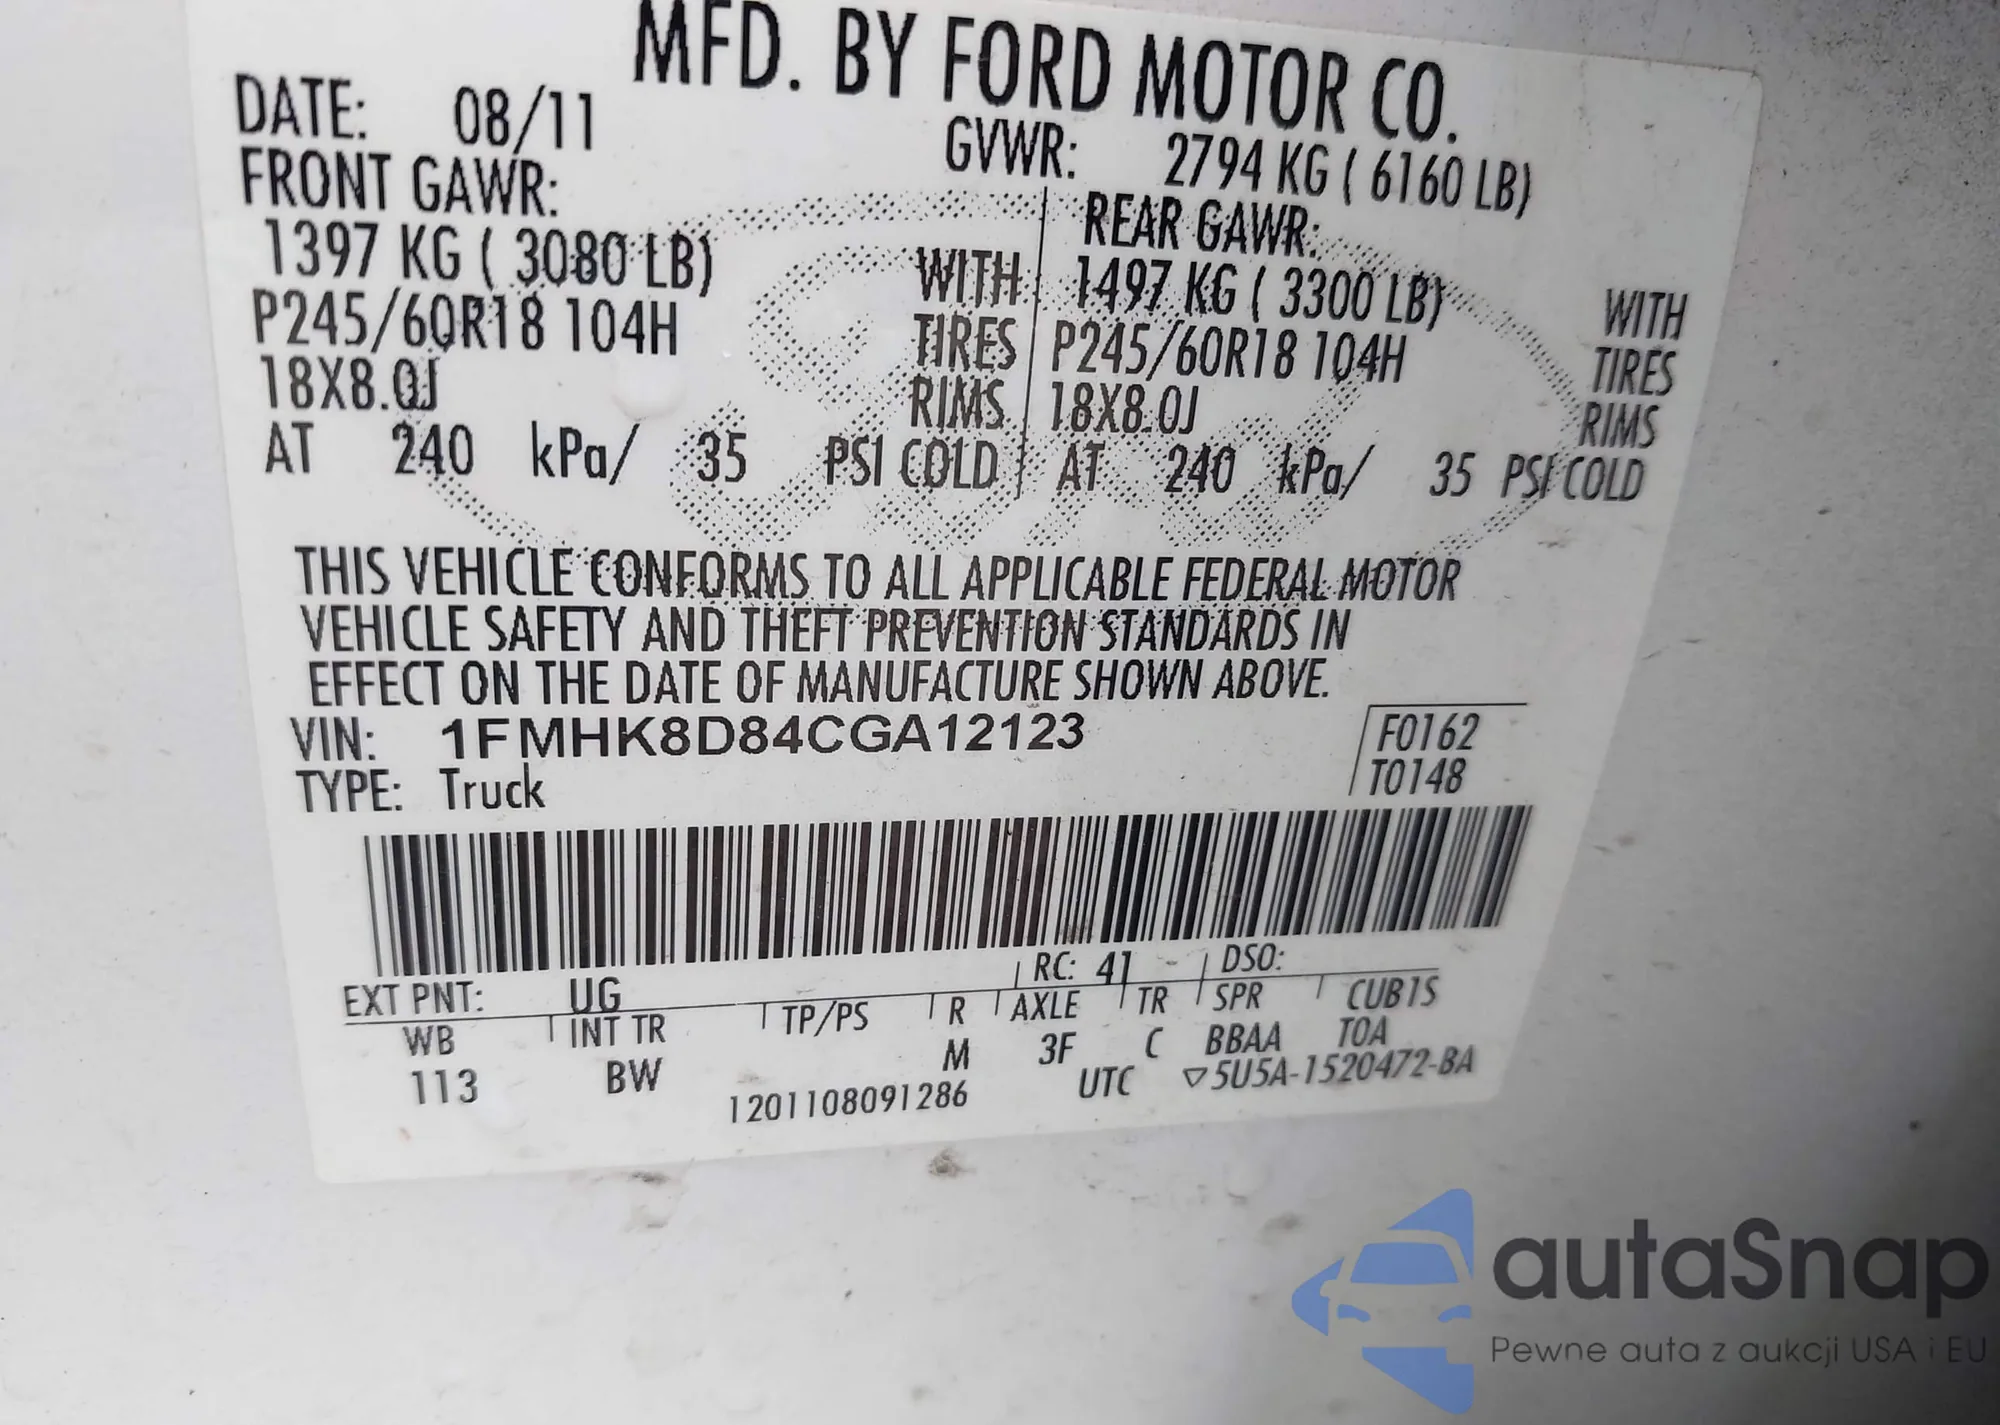 MFD. BY FORD MOTOR CO.
DATE: 08/11
GVWR: 2794 KG ( 6160 LB)
FRONT GAWR:
REAR GAWR:
1397 KG ( 3080 LB) WITH
1497 KG ( 3300 LB) WITH
P245/60R18 104H TIRES
P245/60R18 104H TIRES
18X8.0J RIMS
18X8.0J RIMS
AT 240 kPa/ 35 PSI COLD
AT 240 kPa/ 35 PSI COLD
THIS VEHICLE CONFORMS TO ALL APPLICABLE FEDERAL MOTOR
VEHICLE SAFETY AND THEFT PREVENTION STANDARDS IN
EFFECT ON THE DATE OF MANUFACTURE SHOWN ABOVE.
VIN: 1FMHK8D84CGA12123
F0162
TYPE: Truck
T0148
EXT PNT: UG
RC: 41
DSO:
WB INT TR TP/PS R AXLE TR SPR CUB1S
113 BW M 3F C BBAA TOA
1201108091286
UTC ▽5U5A-1520472-BA
autaSnap
Pewne auta z aukcji USA i EU